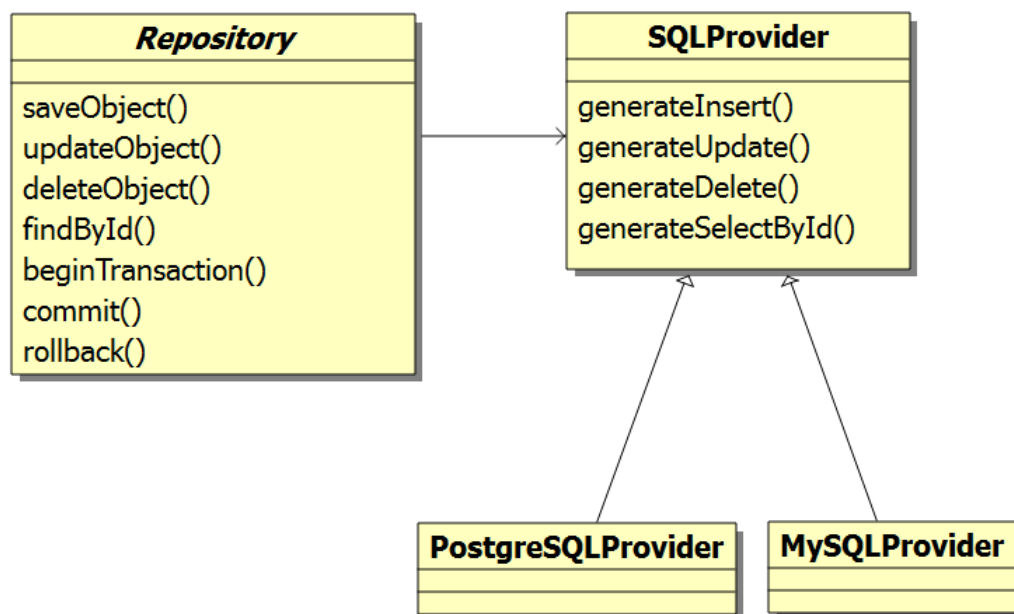 Repository
saveObject()
updateObject()
deleteObject()
findById()
beginTransaction()
commit()
rollback()
SQLProvider
generateInsert()
generateUpdate()
generateDelete()
generateSelectById()
PostgreSQLProvider
MySQLProvider